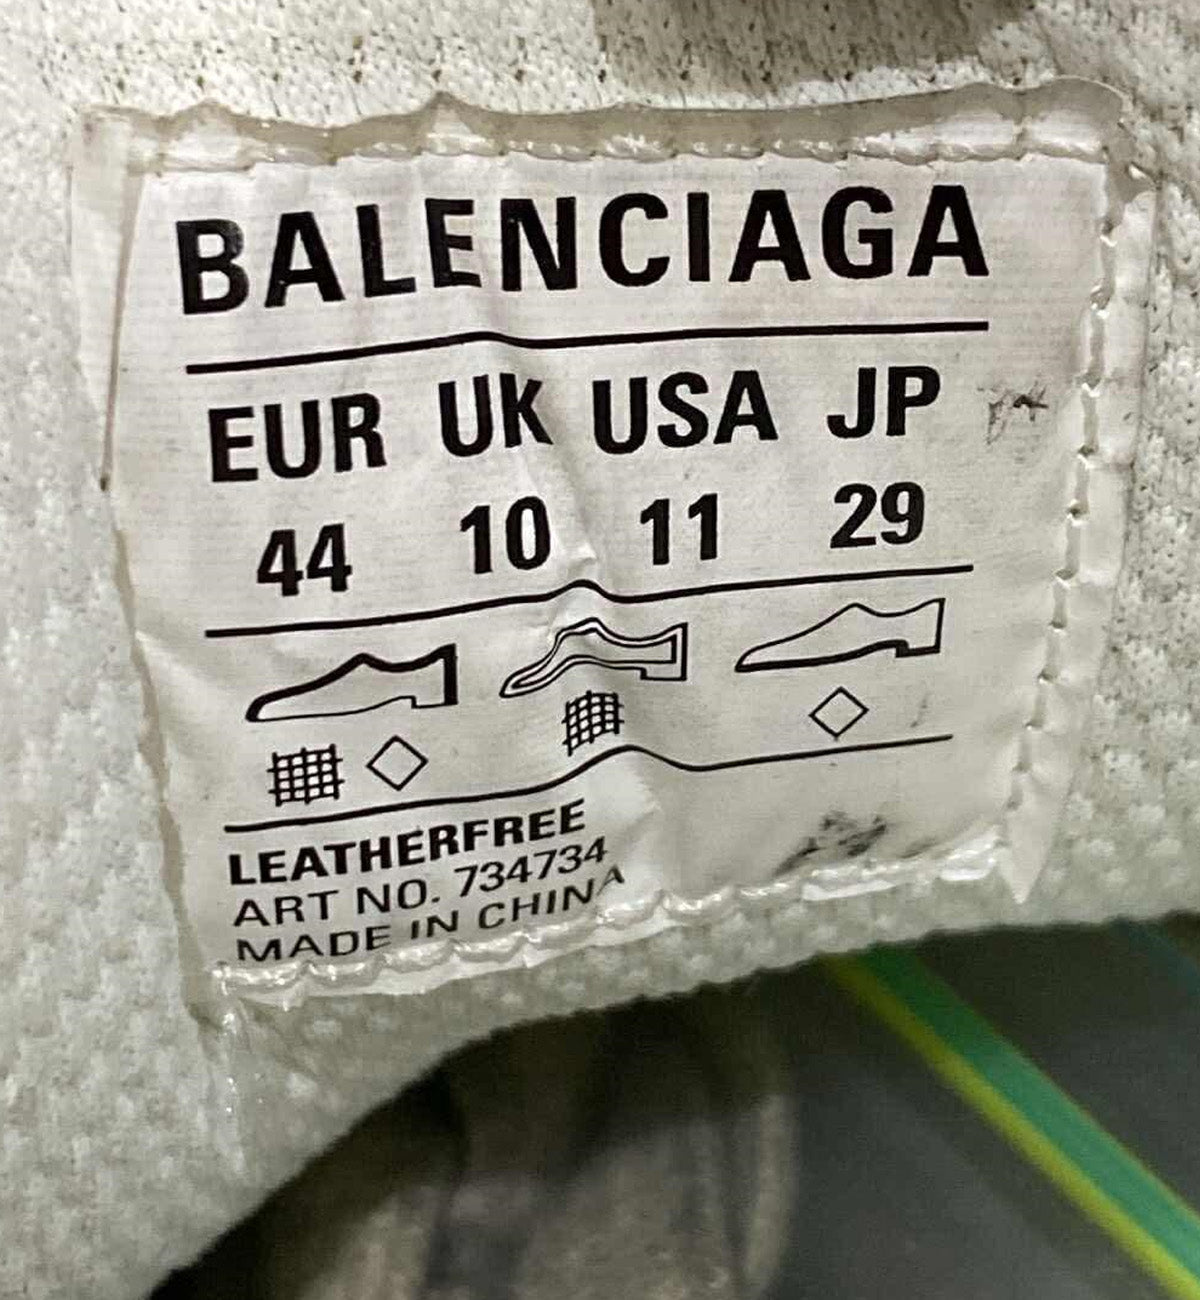 BALENCIAGA
EUR UK USA JP
44 10 11 29
LEATHERFREE
ART NO. 734734
MADE IN CHINA